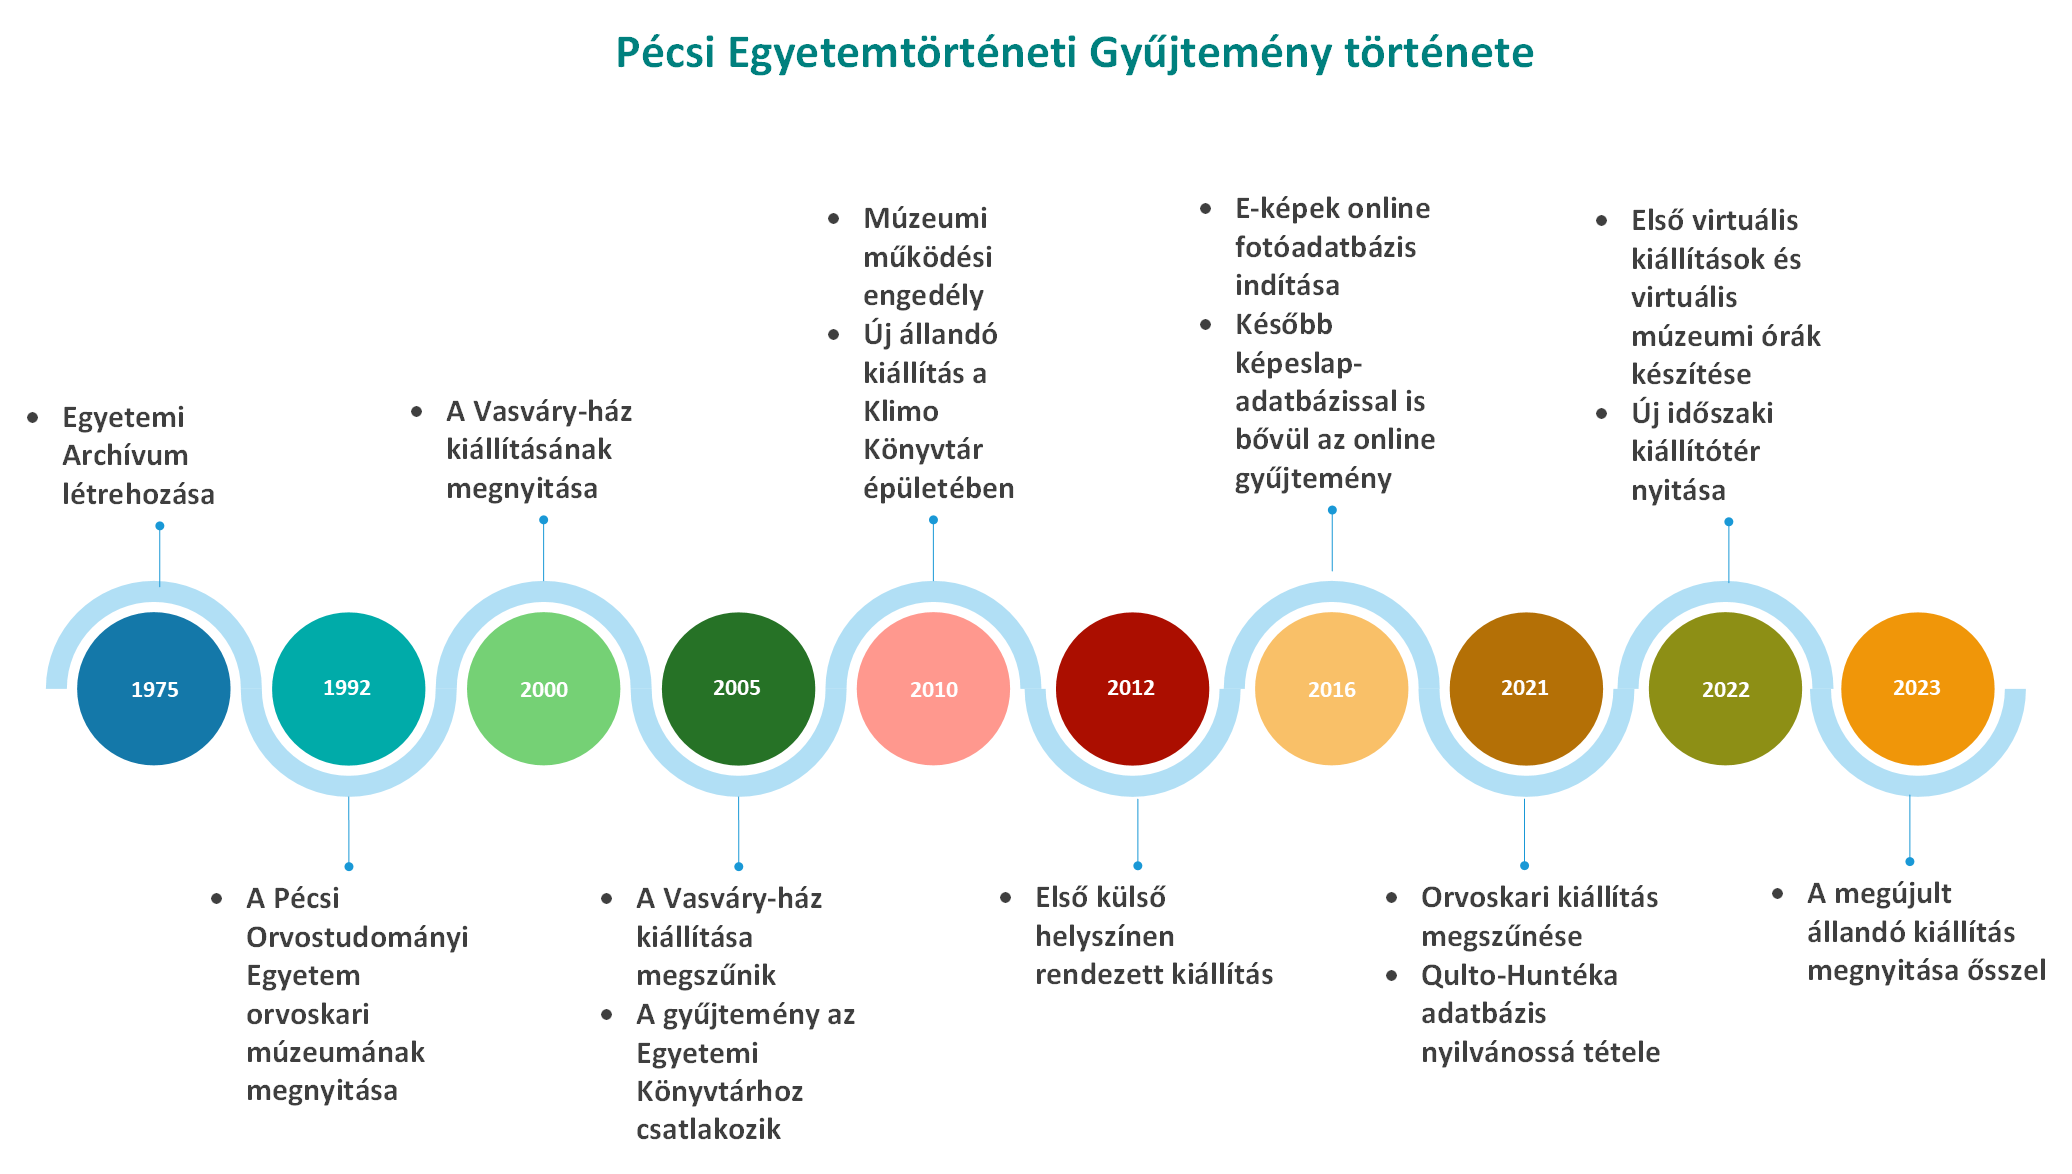 Pécsi Egyetemtörténeti Gyűjtemény története
• Egyetemi
Archívum
létrehozása
1975
1992
• A Pécsi
Orvostudományi
Egyetem
orvoskari
múzeumának
megnyitása
• A Vasváry-ház
kiállításának
megnyitása
2000
2005
• A Vasváry-ház
kiállítása
megszűnik
• A gyűjtemény az
Egyetemi
Könyvtárhoz
csatlakozik
• Múzeumi
működési
engedély
• Új állandó
kiállítás a
Klimo
Könyvtár
épületében
2010
2012
• Első külső
helyszínen
rendezett kiállítás
• E-képek online
fotóadatbázis
indítása
• Később
képeslap-
adatbázissal is
bővül az online
gyűjtemény
2016
2021
• Orvoskari kiállítás
megszűnése
• Qulto-Huntéka
adatbázis
nyilvánossá tétele
• Első virtuális
kiállítások és
virtuális
múzeumi órák
készítése
• Új időszaki
kiállítótér
nyitása
2022
2023
• A megújult
állandó kiállítás
megnyitása ősszel